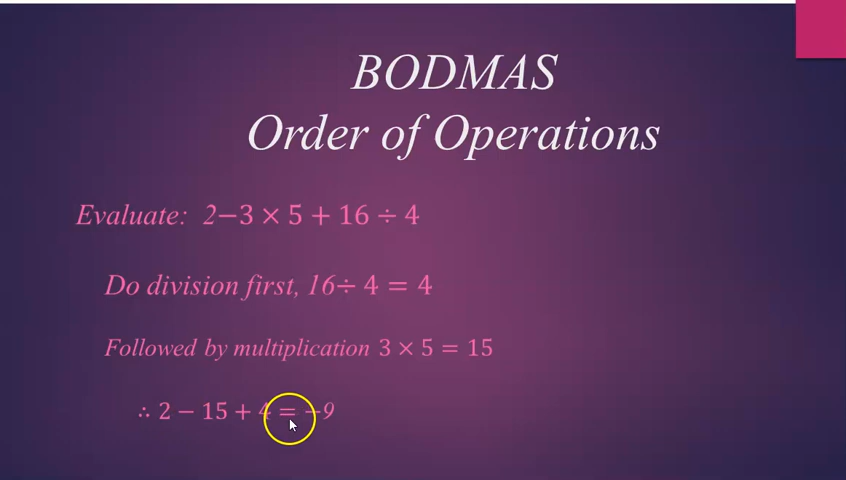 BODMAS
Order of Operations
Evaluate: 2−3 × 5 + 16 ÷ 4
Do division first, 16÷ 4 = 4
Followed by multiplication 3 × 5 = 15
∴ 2 − 15 + 4 = −9